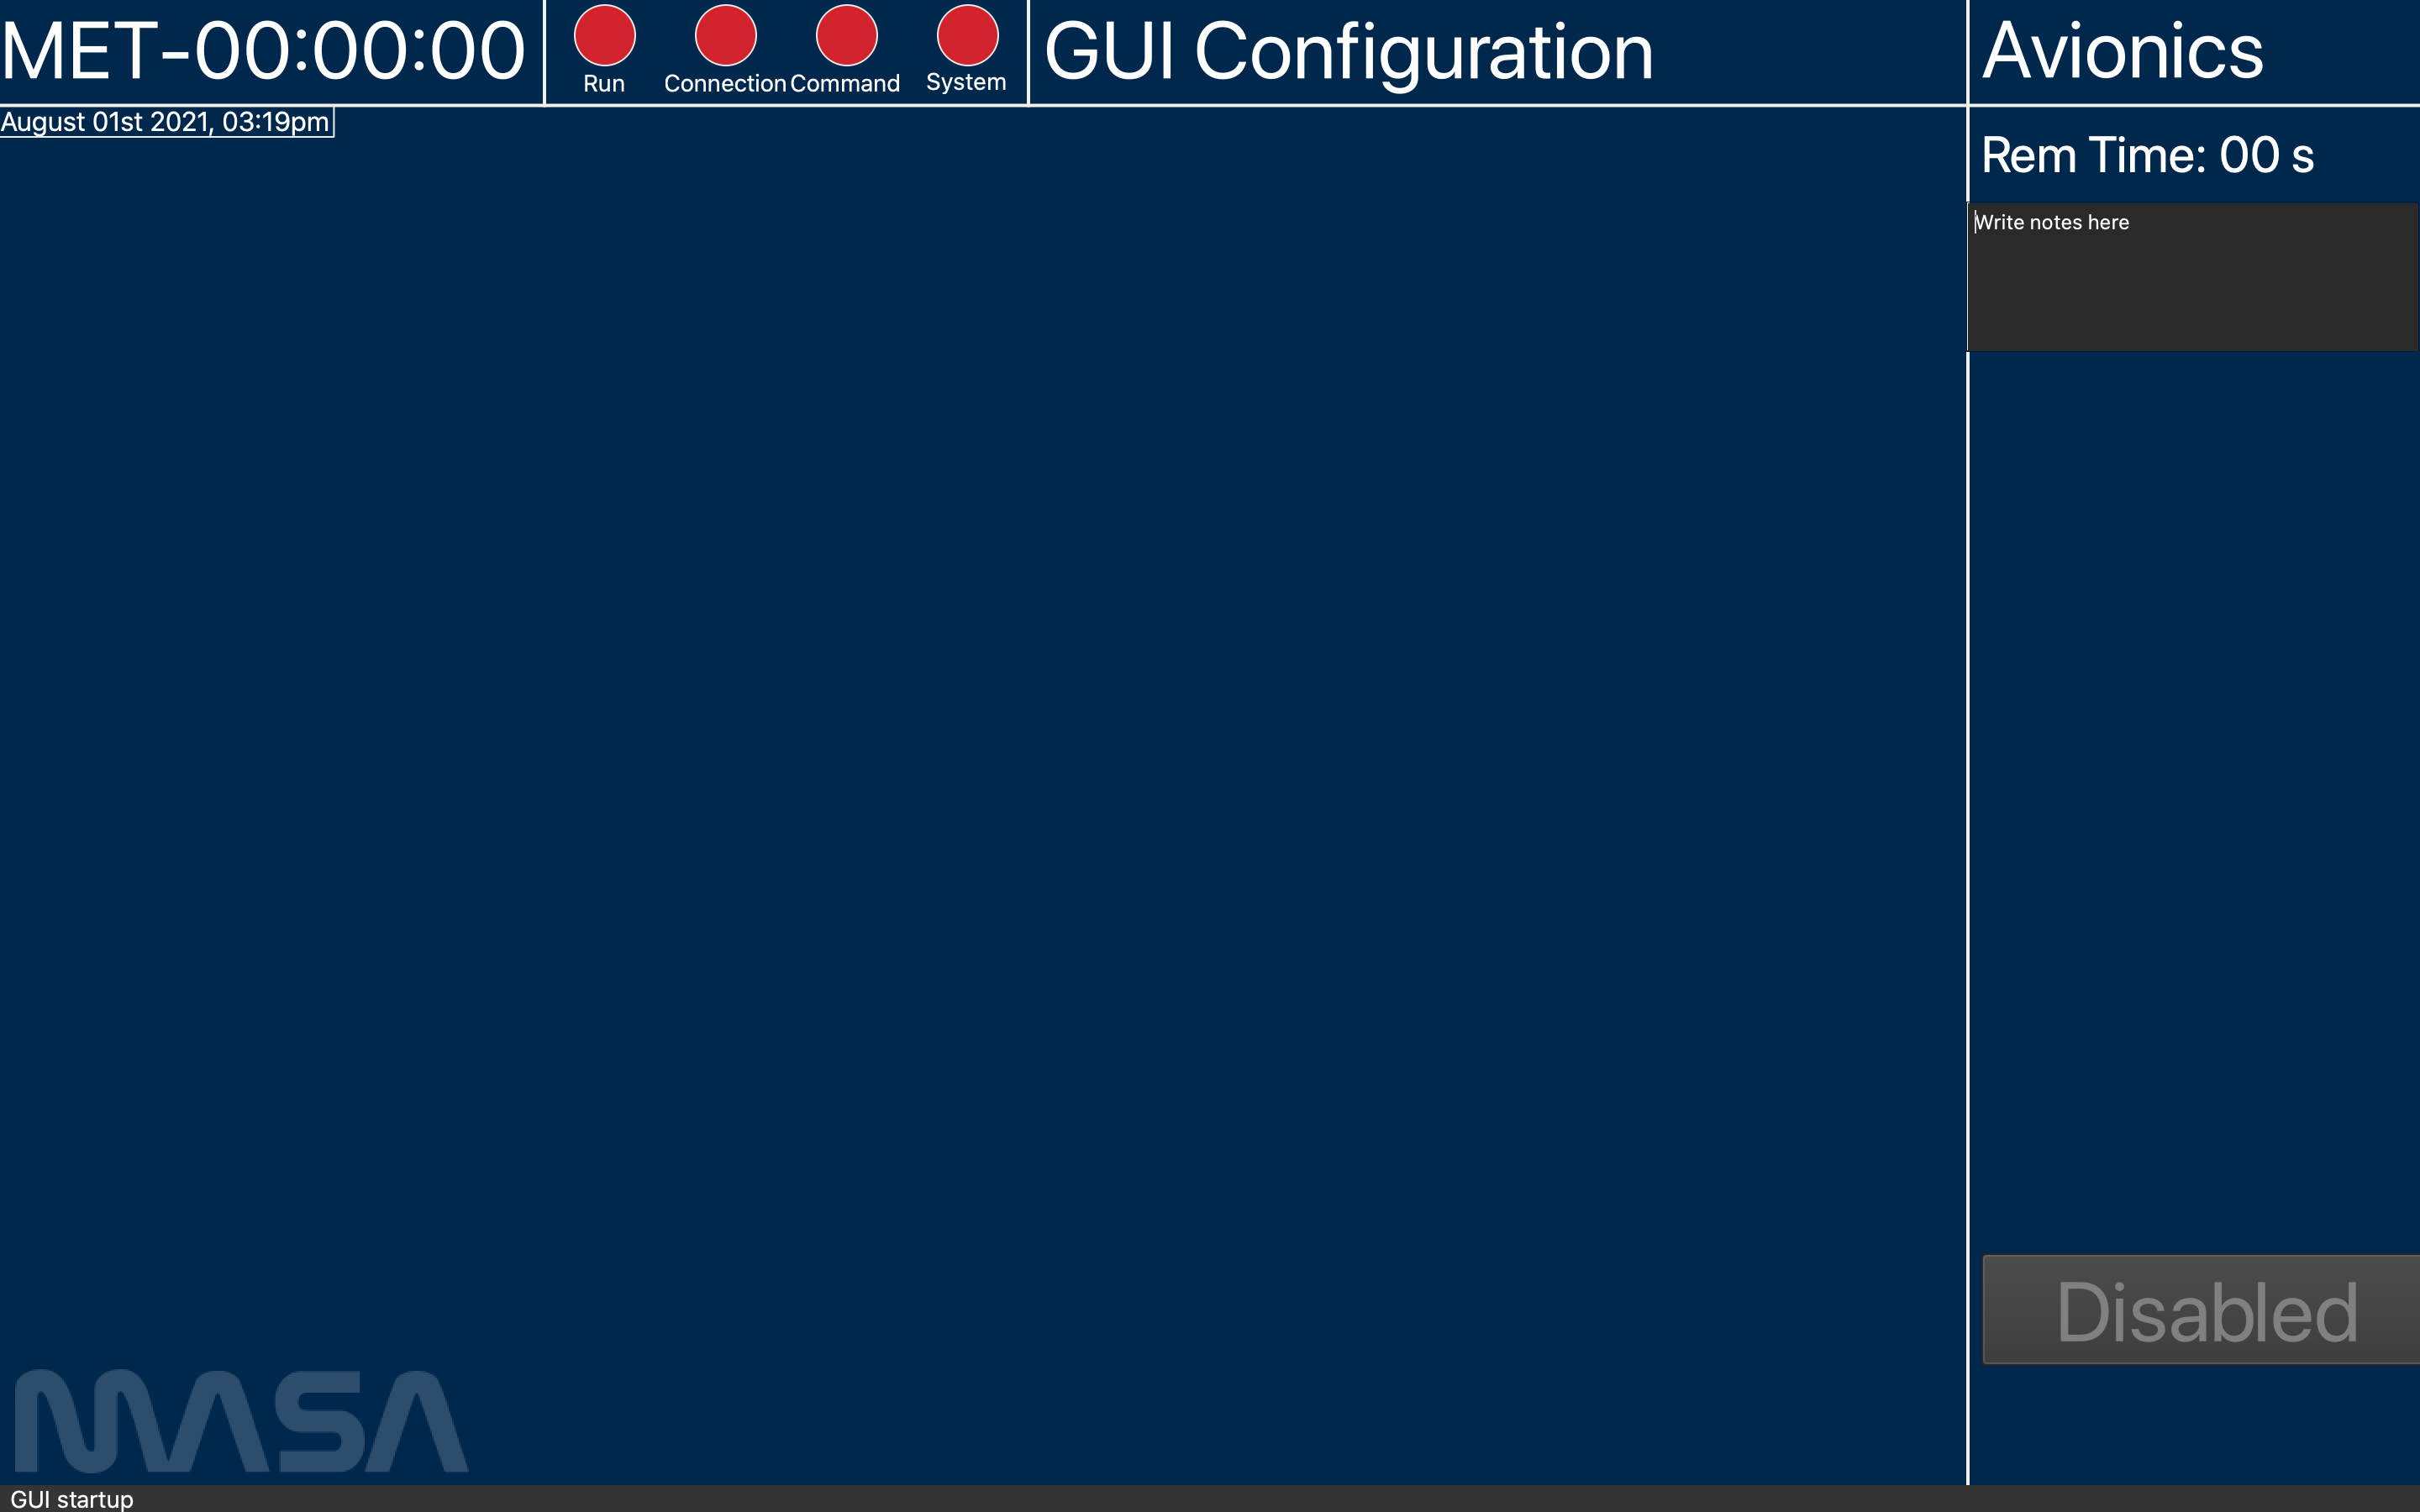 MET-00:00:00
Run Connection Command System
GUI Configuration
Avionics
August 01st 2021, 03:19pm
Rem Time: 00 s
Write notes here
Disabled
MASA
GUI startup